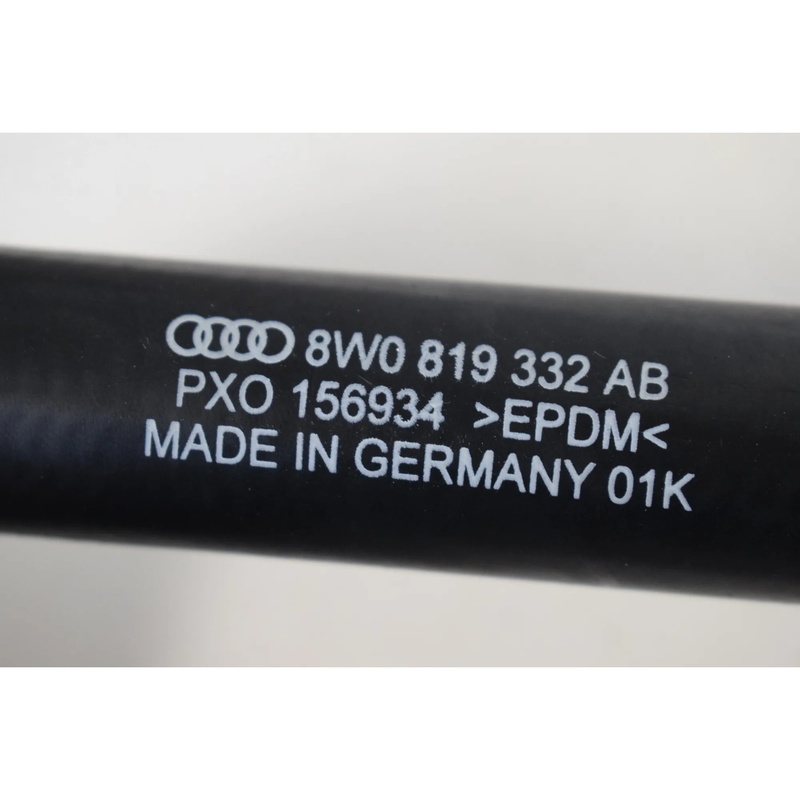 8W0 819 332 AB
PXO 156934 >EPDM<
MADE IN GERMANY 01K